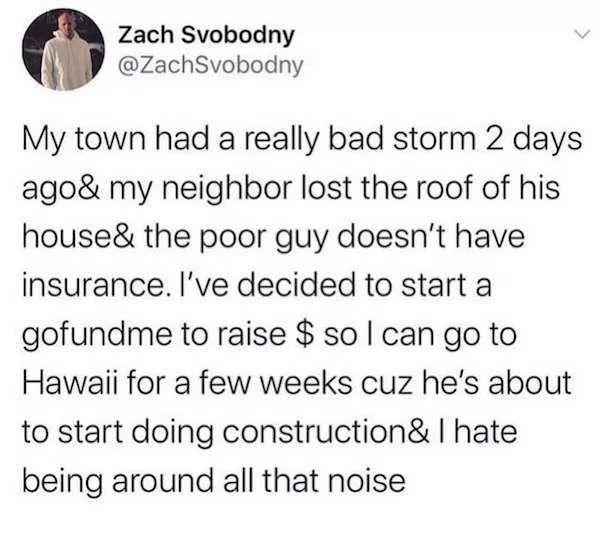 Zach Svobodny
@ZachSvobodny
My town had a really bad storm 2 days
ago& my neighbor lost the roof of his
house& the poor guy doesn't have
insurance. I've decided to start a
gofundme to raise $ so I can go to
Hawaii for a few weeks cuz he's about
to start doing construction& I hate
being around all that noise